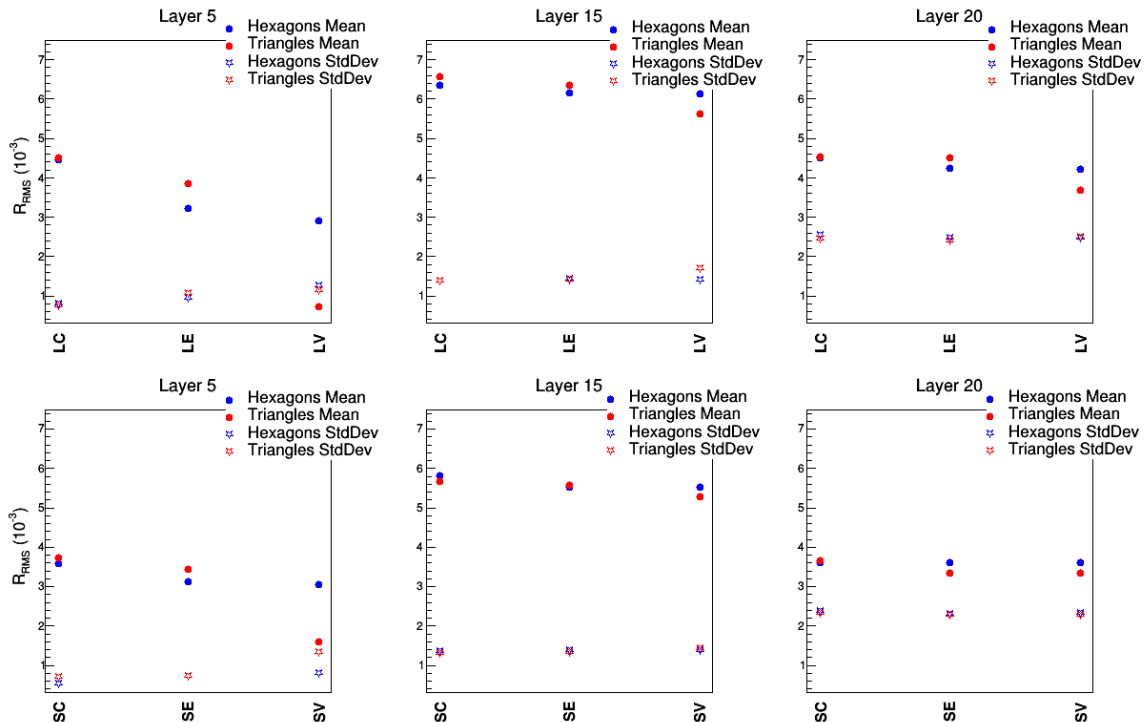 Layer 5
Hexagons Mean
Triangles Mean
Hexagons StdDev
Triangles StdDev
R_RMS (10^-3)
7
6
5
4
3
2
1
LC
LE
LV
Layer 15
Hexagons Mean
Triangles Mean
Hexagons StdDev
Triangles StdDev
7
6
5
4
3
2
1
LC
LE
LV
Layer 20
Hexagons Mean
Triangles Mean
Hexagons StdDev
Triangles StdDev
7
6
5
4
3
2
1
LC
LE
LV
Layer 5
Hexagons Mean
Triangles Mean
Hexagons StdDev
Triangles StdDev
R_RMS (10^-3)
7
6
5
4
3
2
1
SC
SE
SV
Layer 15
Hexagons Mean
Triangles Mean
Hexagons StdDev
Triangles StdDev
7
6
5
4
3
2
1
SC
SE
SV
Layer 20
Hexagons Mean
Triangles Mean
Hexagons StdDev
Triangles StdDev
7
6
5
4
3
2
1
SC
SE
SV